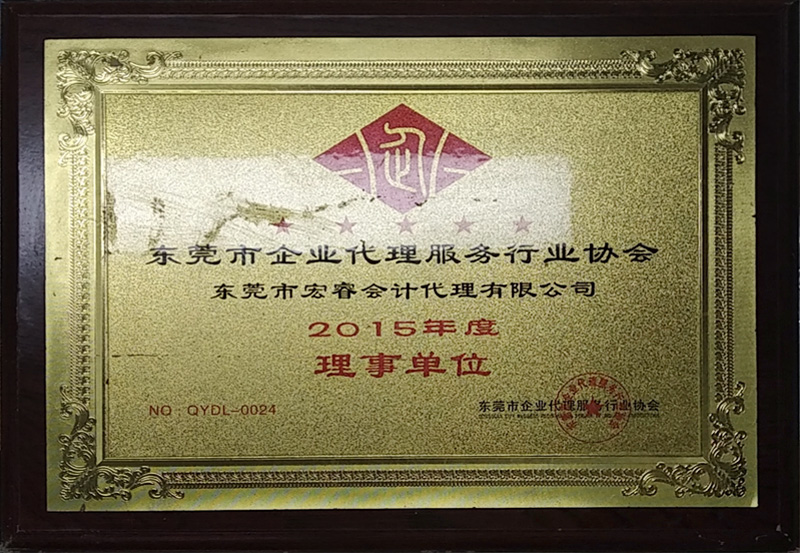 东莞市企业代理服务行业协会
东莞市宏睿会计代理有限公司
2015年度
理事单位
NO QYDL-0024
东莞市企业代理服务行业协会